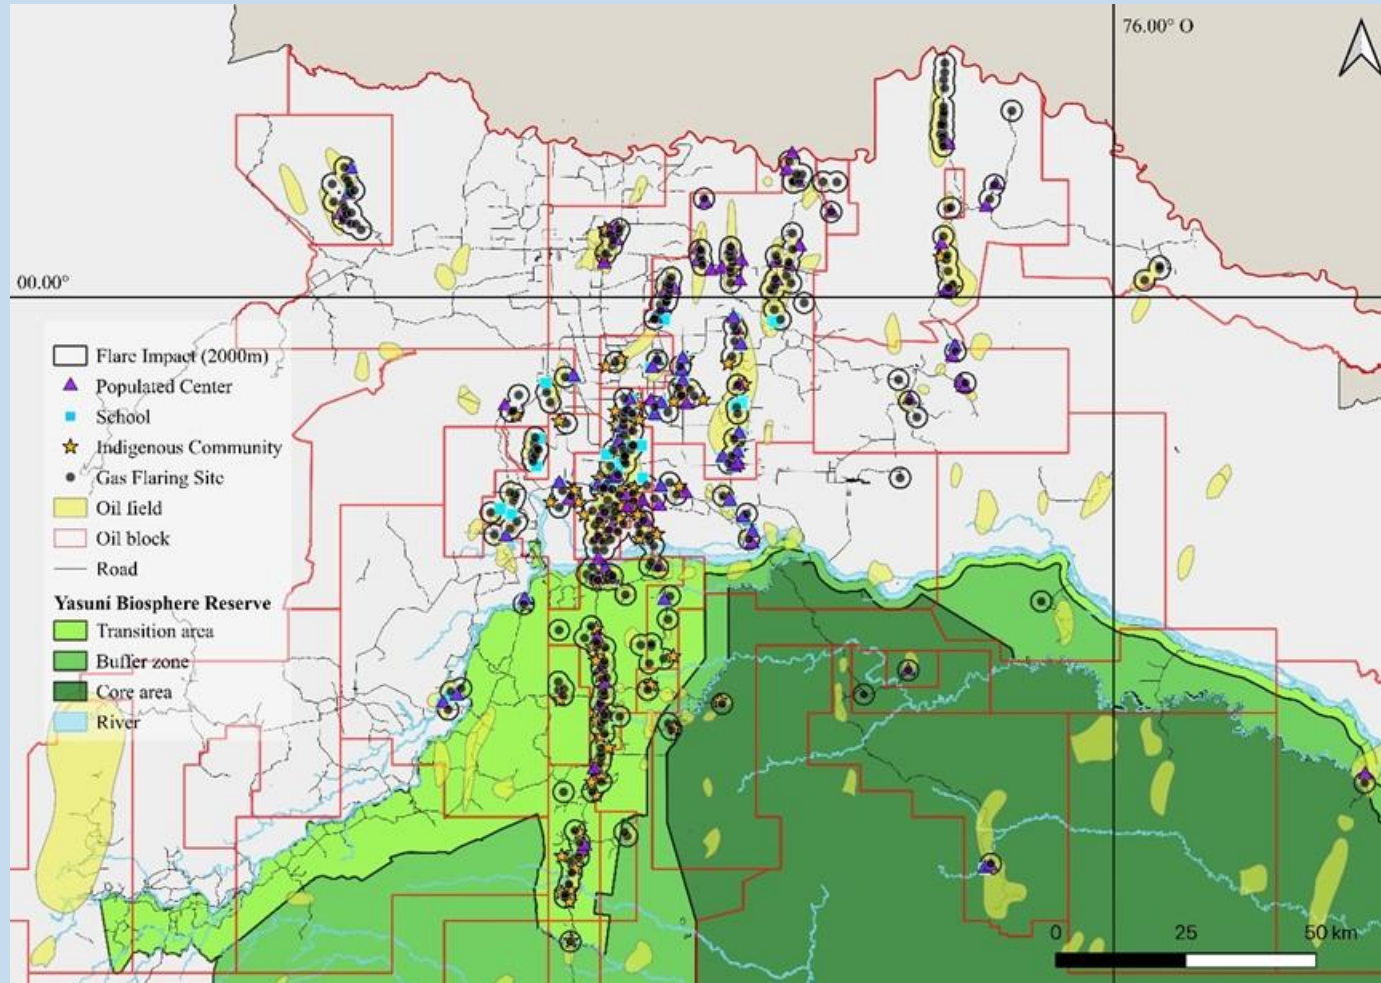 76.00° O
00.00°
Flare Impact (2000m)
Populated Center
School
Indigenous Community
Gas Flaring Site
Oil field
Oil block
Road
Yasuní Biosphere Reserve
Transition area
Buffer zone
Core area
River
0 25 50 km